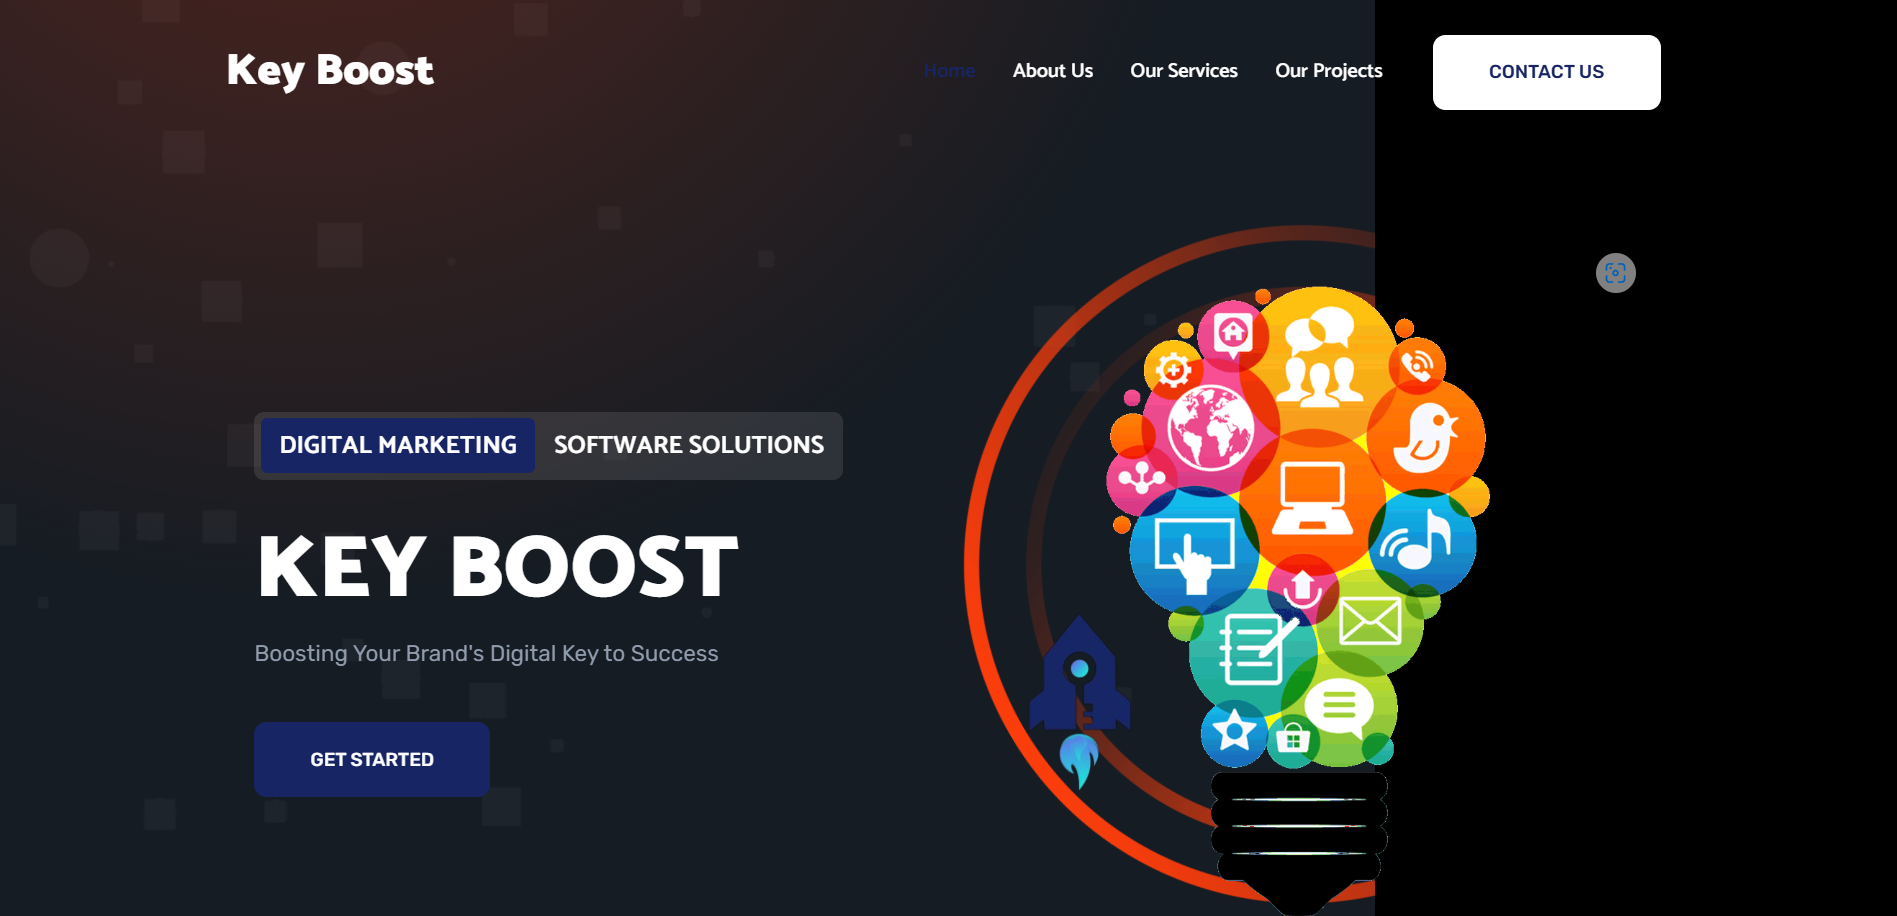 Key Boost
Home About Us Our Services Our Projects CONTACT US
DIGITAL MARKETING SOFTWARE SOLUTIONS
KEY BOOST
Boosting Your Brand's Digital Key to Success
GET STARTED